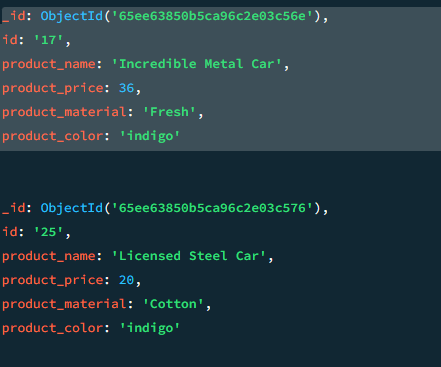 _id: ObjectId('65ee63850b5ca96c2e03c56e'),
id: '17',
product_name: 'Incredible Metal Car',
product_price: 36,
product_material: 'Fresh',
product_color: 'indigo'
_id: ObjectId('65ee63850b5ca96c2e03c576'),
id: '25',
product_name: 'Licensed Steel Car',
product_price: 20,
product_material: 'Cotton',
product_color: 'indigo'